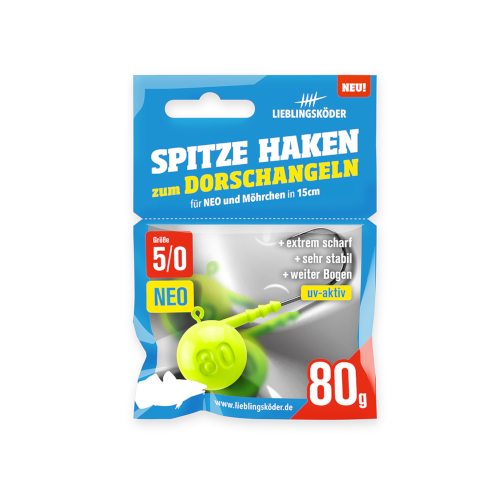 NEU!
LIEBLINGSKÖDER
SPITZE HAKEN
zum DORSCHANGELN
für NEO und Möhrchen in 15cm
Größe
5/0
NEO
+ extrem scharf
+ sehr stabil
+ weiter Bogen
uv-aktiv
80
80g
www.lieblingsköder.de